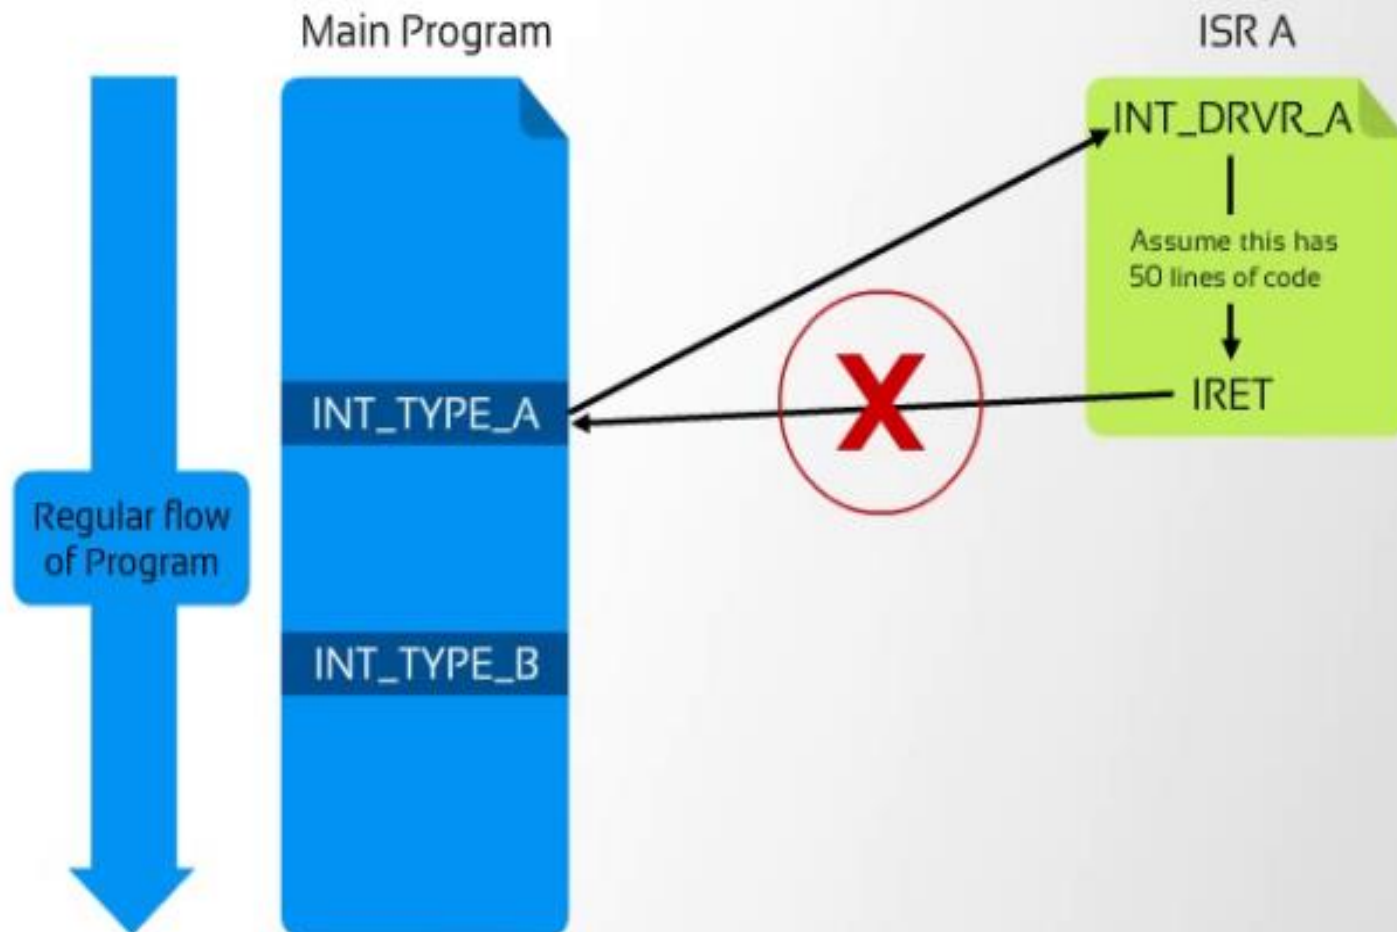 Main Program
ISR A
INT_DRVR_A
Assume this has
50 lines of code
X
IRET
INT_TYPE_A
Regular flow
of Program
INT_TYPE_B